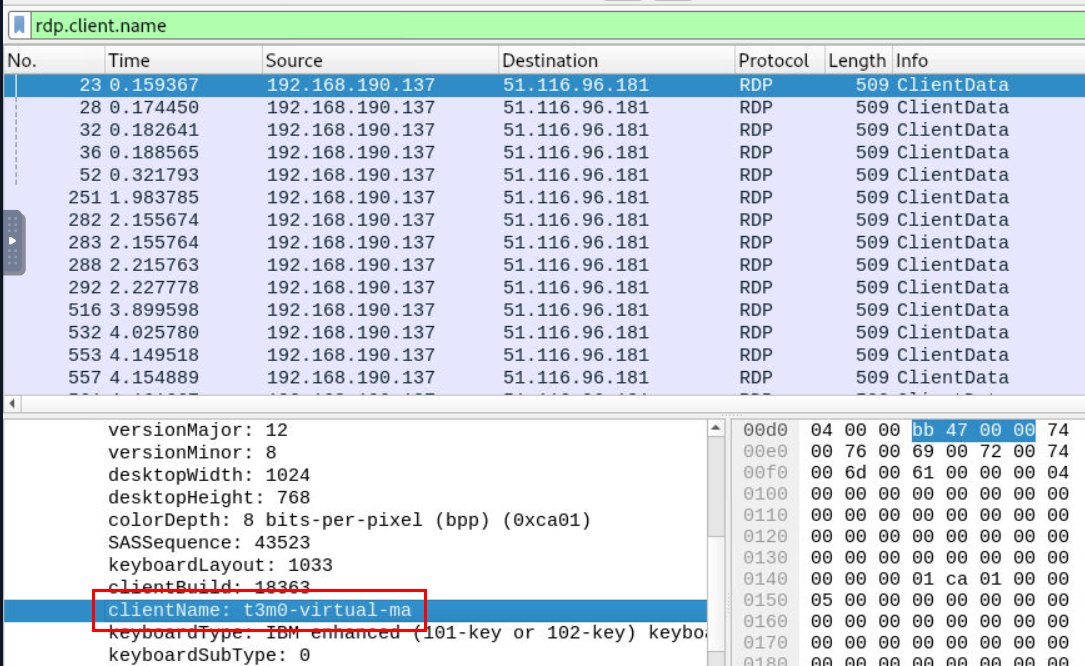 rdp.client.name
No. Time Source Destination Protocol Length Info
23 0.159367 192.168.190.137 51.116.96.181 RDP 509 ClientData
28 0.174450 192.168.190.137 51.116.96.181 RDP 509 ClientData
32 0.182641 192.168.190.137 51.116.96.181 RDP 509 ClientData
36 0.188565 192.168.190.137 51.116.96.181 RDP 509 ClientData
52 0.321793 192.168.190.137 51.116.96.181 RDP 509 ClientData
251 1.983785 192.168.190.137 51.116.96.181 RDP 509 ClientData
282 2.155674 192.168.190.137 51.116.96.181 RDP 509 ClientData
283 2.155764 192.168.190.137 51.116.96.181 RDP 509 ClientData
288 2.215763 192.168.190.137 51.116.96.181 RDP 509 ClientData
292 2.227778 192.168.190.137 51.116.96.181 RDP 509 ClientData
516 3.899598 192.168.190.137 51.116.96.181 RDP 509 ClientData
532 4.025780 192.168.190.137 51.116.96.181 RDP 509 ClientData
553 4.149518 192.168.190.137 51.116.96.181 RDP 509 ClientData
557 4.154889 192.168.190.137 51.116.96.181 RDP 509 ClientData
versionMajor: 12
versionMinor: 8
desktopWidth: 1024
desktopHeight: 768
colorDepth: 8 bits-per-pixel (bpp) (0xca01)
SASSequence: 43523
keyboardLayout: 1033
clientBuild: 18363
clientName: t3m0-virtual-ma
keyboardType: IBM enhanced (101-key or 102-key) keybo
keyboardSubType: 0
00d0 04 00 00 bb 47 00 00 74
00e0 00 76 00 69 00 72 00 74
00f0 00 6d 00 61 00 00 00 04
0100 00 00 00 00 00 00 00 00
0110 00 00 00 00 00 00 00 00
0120 00 00 00 00 00 00 00 00
0130 00 00 00 00 00 00 00 00
0140 00 00 00 01 ca 01 00 00
0150 05 00 00 00 00 00 00 00
0160 00 00 00 00 00 00 00 00
0170 00 00 00 00 00 00 00 00
0180 00 00 00 00 00 00 00 00